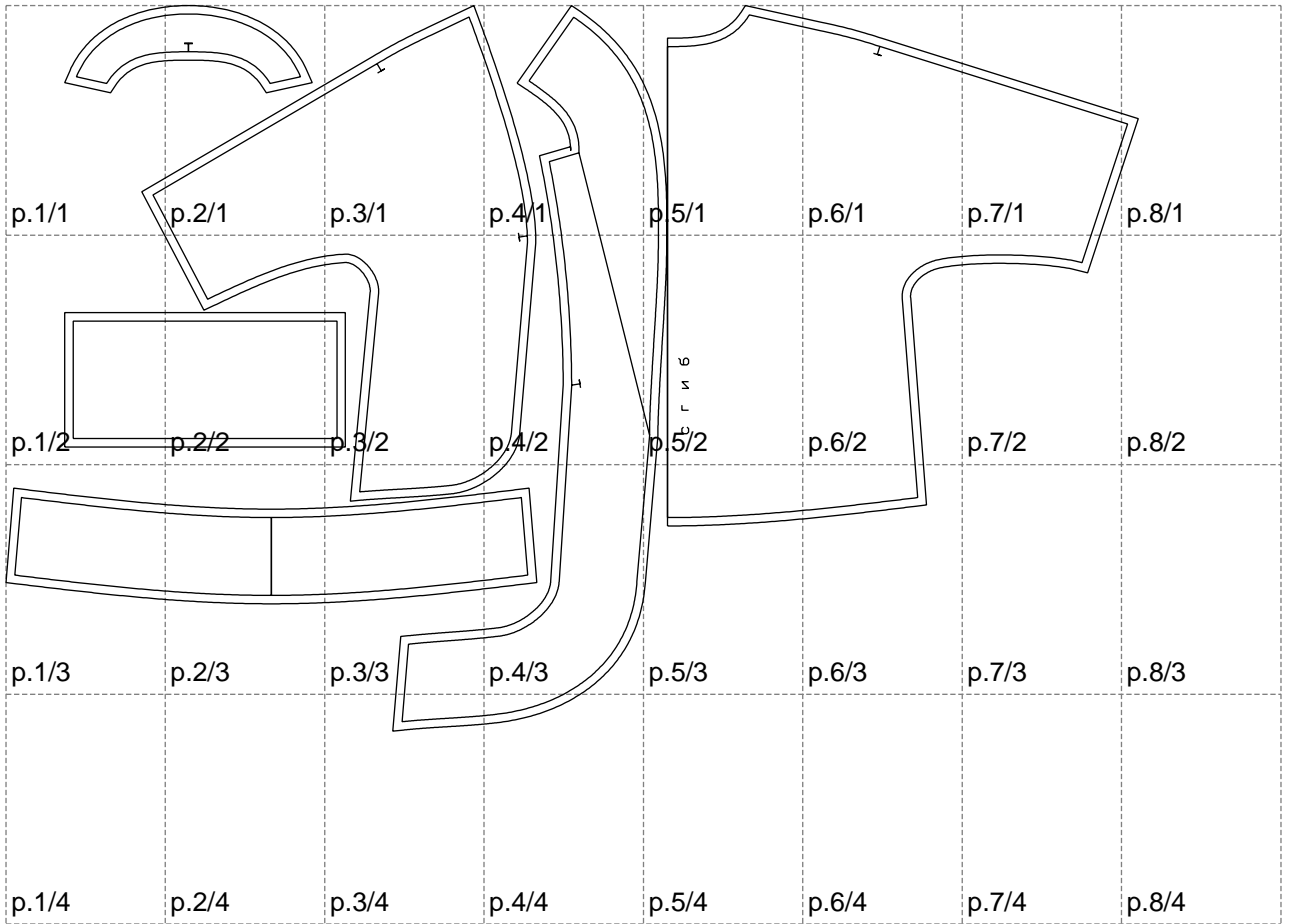 p.1/1 p.2/1 p.3/1 p.4/1 p.5/1 p.6/1 p.7/1 p.8/1
сгиб
p.1/2 p.2/2 p.3/2 p.4/2 p.5/2 p.6/2 p.7/2 p.8/2
p.1/3 p.2/3 p.3/3 p.4/3 p.5/3 p.6/3 p.7/3 p.8/3
p.1/4 p.2/4 p.3/4 p.4/4 p.5/4 p.6/4 p.7/4 p.8/4